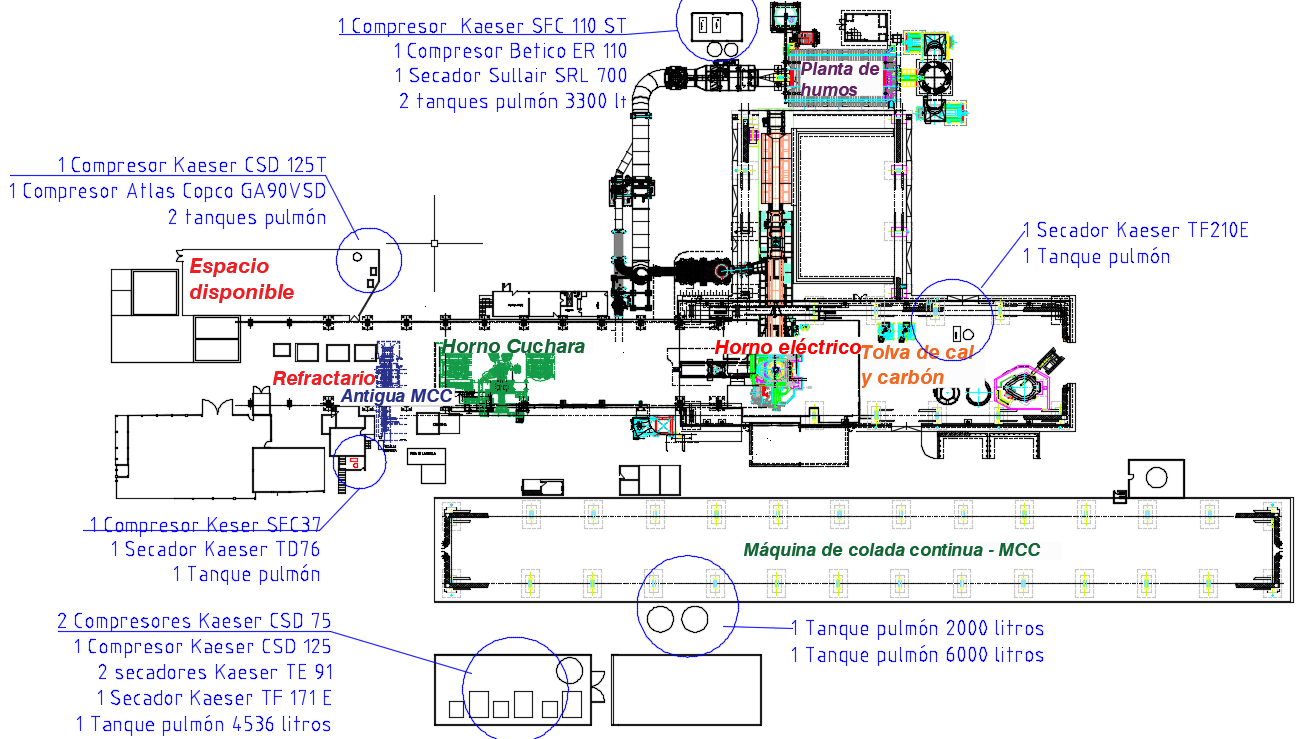 1 Compresor Kaeser SFC 110 ST
1 Compresor Betico ER 110
1 Secador Sullair SRL 700
2 tanques pulmón 3300 lt
Planta de
humos
1 Compresor Kaeser CSD 125T
1 Compresor Atlas Copco GA90VSD
2 tanques pulmón
1 Secador Kaeser TF210E
1 Tanque pulmón
Espacio
disponible
Horno Cuchara
Horno eléctrico
Tolva de cal
y carbón
Refractario
Antigua MCC
1 Compresor Keser SFC37
1 Secador Kaeser TD76
1 Tanque pulmón
Máquina de colada continua - MCC
2 Compresores Kaeser CSD 75
1 Compresor Kaeser CSD 125
2 secadores Kaeser TE 91
1 Secador Kaeser TF 171 E
1 Tanque pulmón 4536 litros
1 Tanque pulmón 2000 litros
1 Tanque pulmón 6000 litros